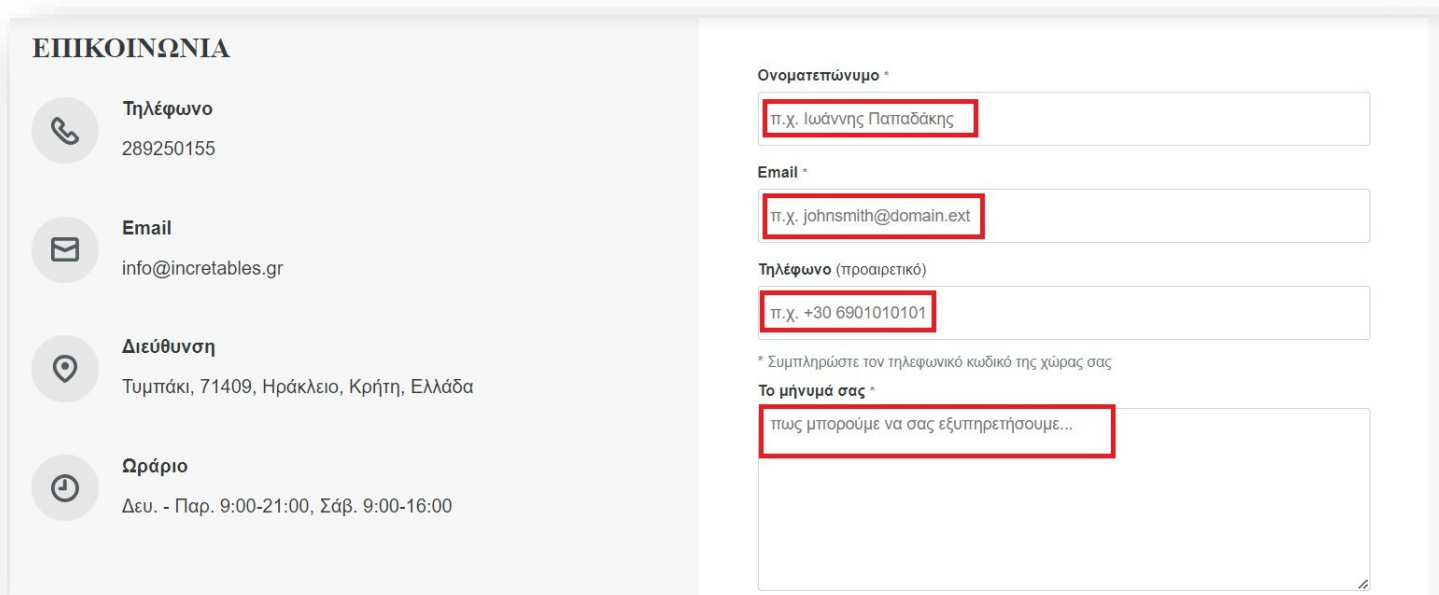 ΕΠΙΚΟΙΝΩΝΙΑ
Τηλέφωνο
289250155
Email
info@incretables.gr
Διεύθυνση
Τυμπάκι, 71409, Ηράκλειο, Κρήτη, Ελλάδα
Ωράριο
Δευ. - Παρ. 9:00-21:00, Σάβ. 9:00-16:00
Ονοματεπώνυμο *
π.χ. Ιωάννης Παπαδάκης
Email *
π.χ. johnsmith@domain.ext
Τηλέφωνο (προαιρετικό)
π.χ. +30 6901010101
* Συμπληρώστε τον τηλεφωνικό κωδικό της χώρας σας
Το μήνυμά σας *
πως μπορούμε να σας εξυπηρετήσουμε...